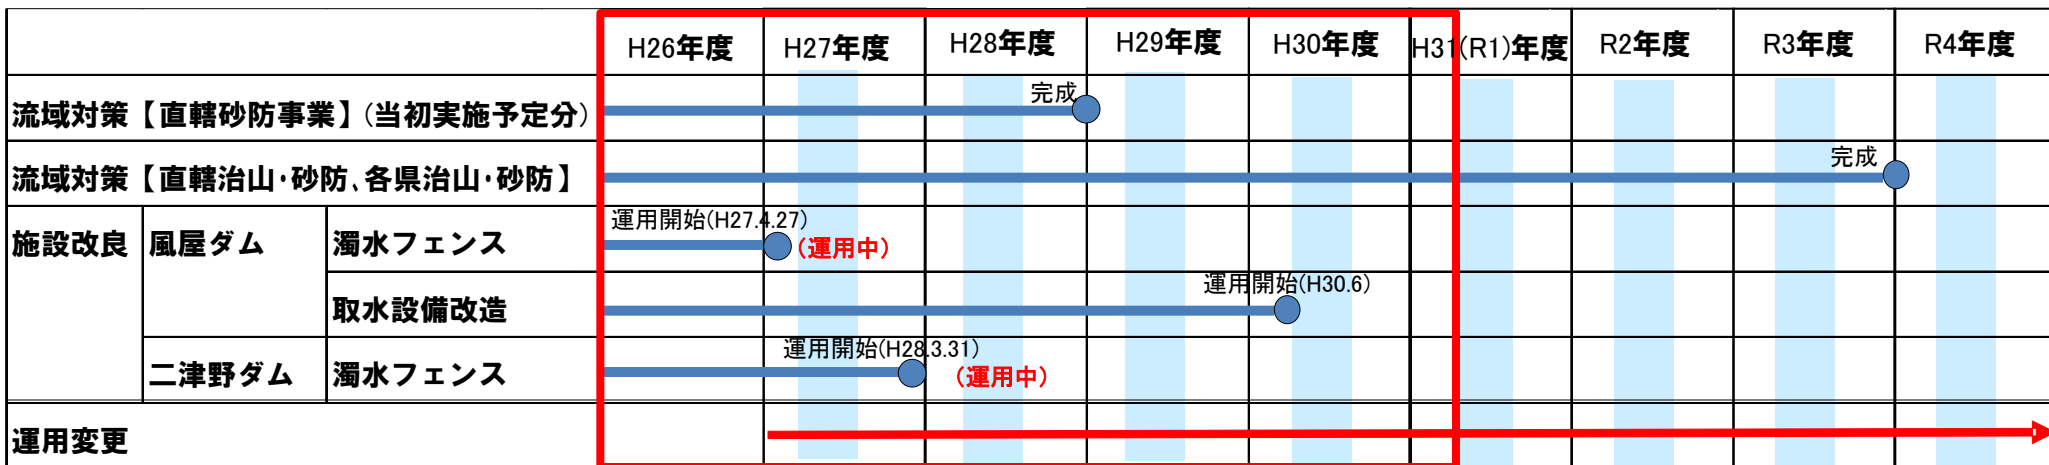 H26年度 H27年度 H28年度 H29年度 H30年度 H31(R1)年度 R2年度 R3年度 R4年度
流域対策【直轄砂防事業】(当初実施予定分) 完成
流域対策【直轄治山・砂防、各県治山・砂防】 完成
施設改良 風屋ダム 濁水フェンス 運用開始(H27.4.27) (運用中)
取水設備改造 運用開始(H30.6)
二津野ダム 濁水フェンス 運用開始(H28.3.31) (運用中)
運用変更